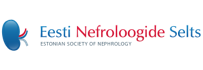 Eesti Nefroloogide Selts
ESTONIAN SOCIETY OF NEPHROLOGY